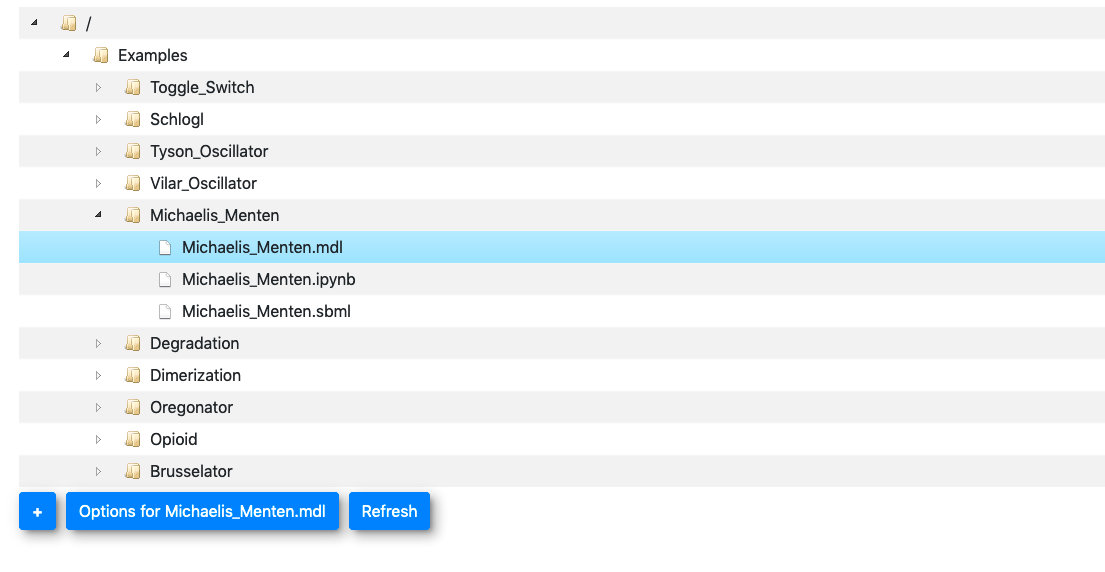 /
Examples
Toggle_Switch
Schlogl
Tyson_Oscillator
Vilar_Oscillator
Michaelis_Menten
Michaelis_Menten.mdl
Michaelis_Menten.ipynb
Michaelis_Menten.sbml
Degradation
Dimerization
Oregonator
Opioid
Brusselator
+ Options for Michaelis_Menten.mdl Refresh